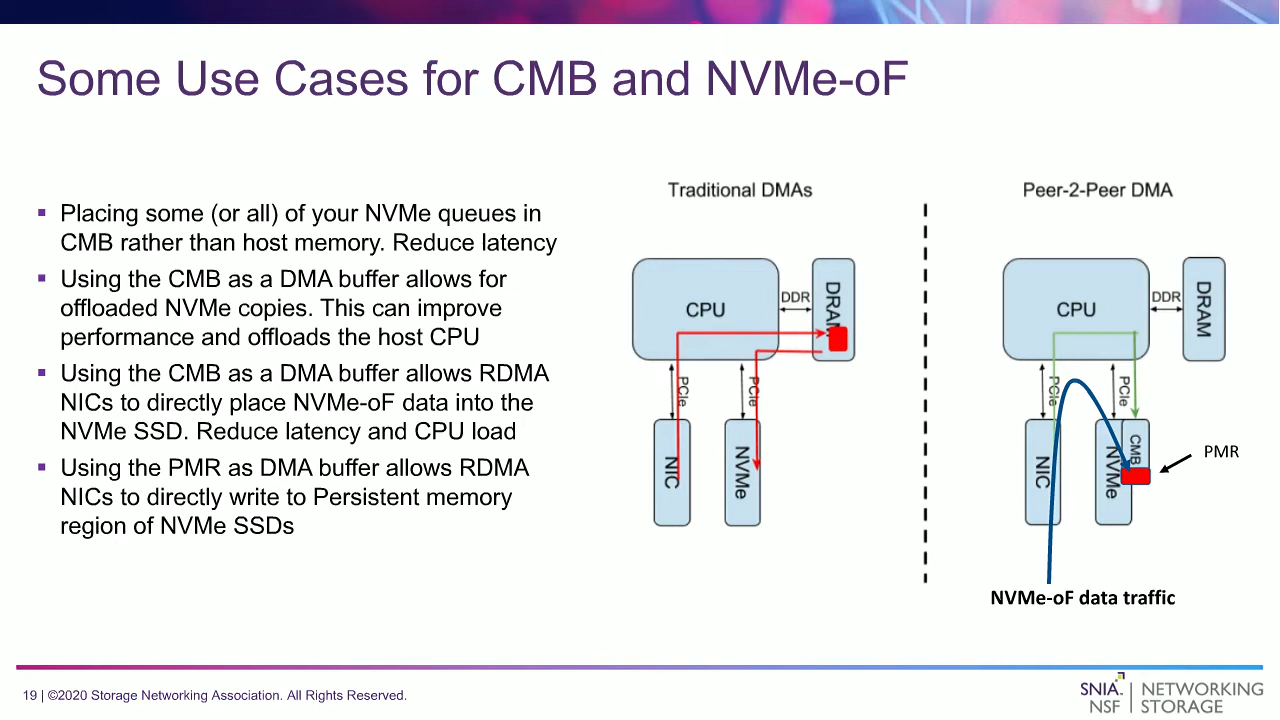 Some Use Cases for CMB and NVMe-oF
▪ Placing some (or all) of your NVMe queues in
CMB rather than host memory. Reduce latency
▪ Using the CMB as a DMA buffer allows for
offloaded NVMe copies. This can improve
performance and offloads the host CPU
▪ Using the CMB as a DMA buffer allows RDMA
NICs to directly place NVMe-oF data into the
NVMe SSD. Reduce latency and CPU load
▪ Using the PMR as DMA buffer allows RDMA
NICs to directly write to Persistent memory
region of NVMe SSDs
Traditional DMAs
CPU
DDR
DRAM
PCIe
PCIe
NIC
NVMe
Peer-2-Peer DMA
CPU
DDR
DRAM
PCIe
PCIe
NIC
NVMe
CMB
PMR
NVMe-oF data traffic
19 | ©2020 Storage Networking Association. All Rights Reserved.
SNIA. | NETWORKING
NSF | STORAGE